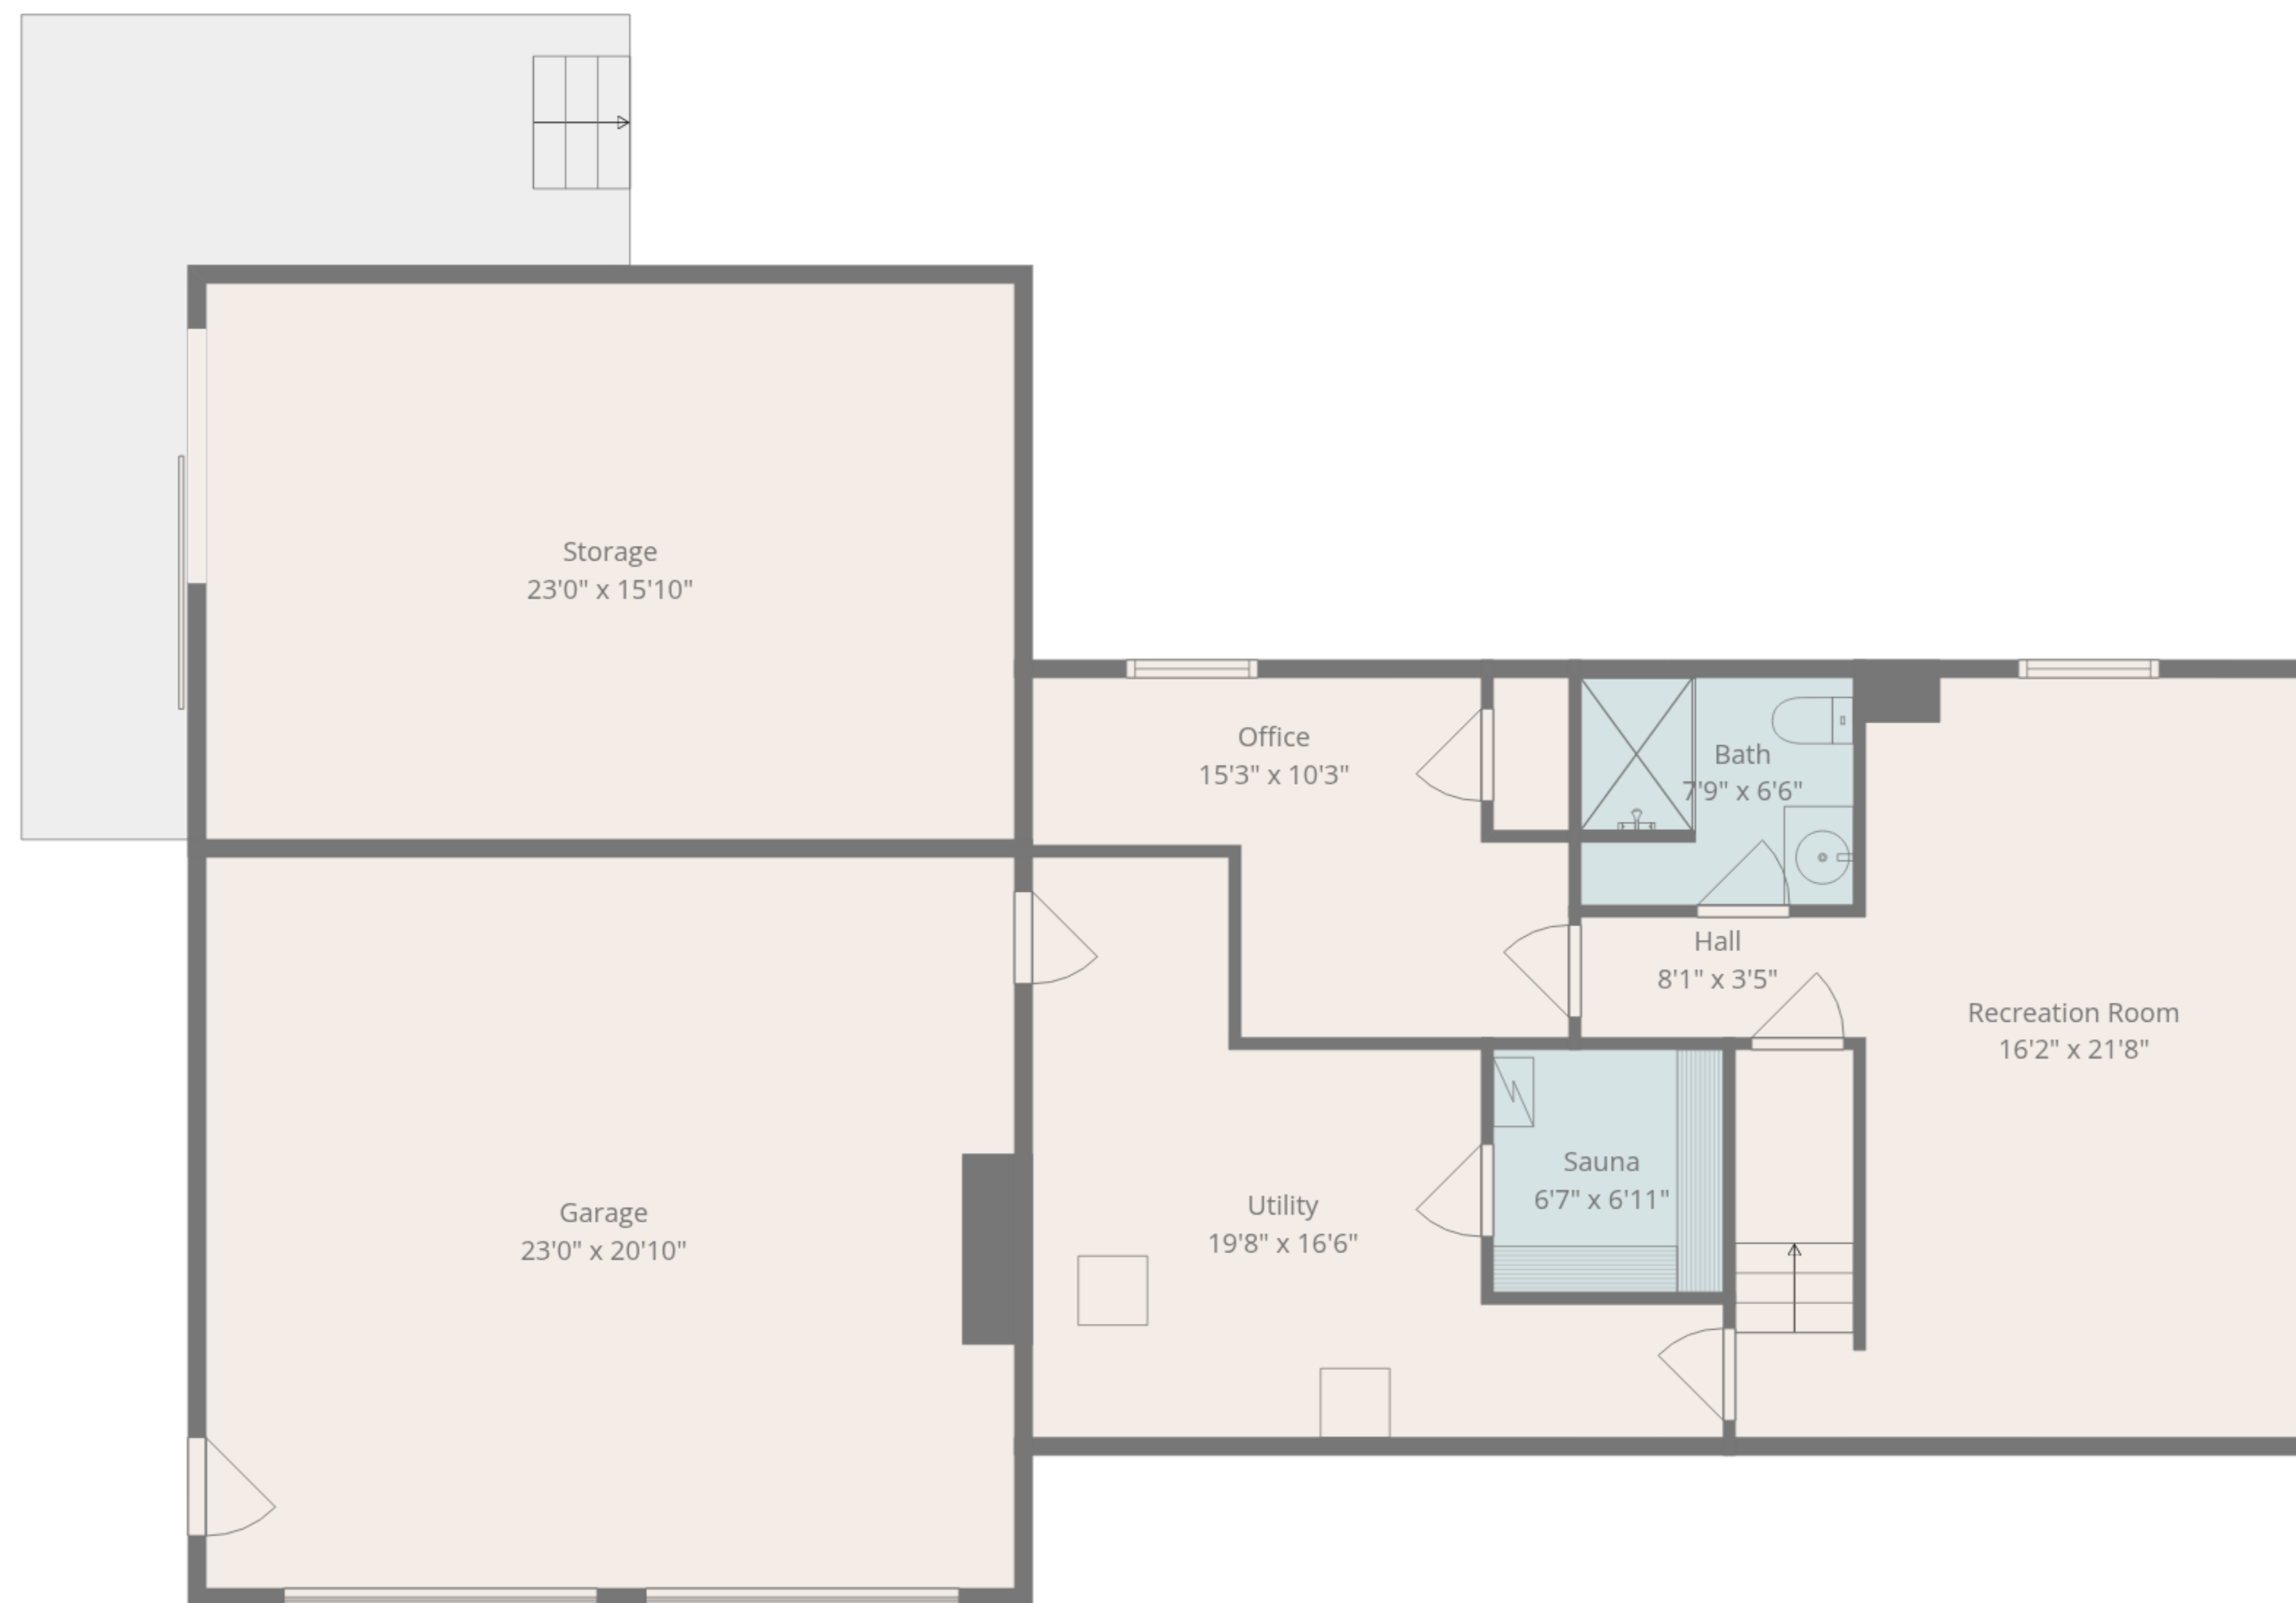 Storage
23'0" x 15'10"
Office
15'3" x 10'3"
Bath
7'9" x 6'6"
Hall
8'1" x 3'5"
Recreation Room
16'2" x 21'8"
Sauna
6'7" x 6'11"
Utility
19'8" x 16'6"
Garage
23'0" x 20'10"